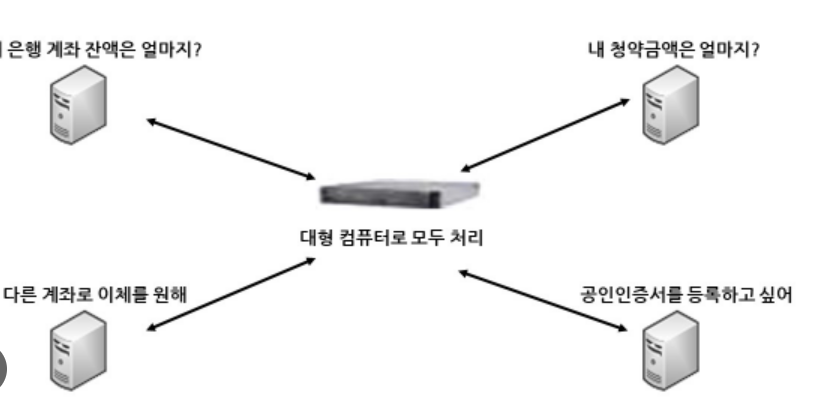 은행 계좌 잔액은 얼마지?
내 청약금액은 얼마지?
대형 컴퓨터로 모두 처리
다른 계좌로 이체를 원해
공인인증서를 등록하고 싶어